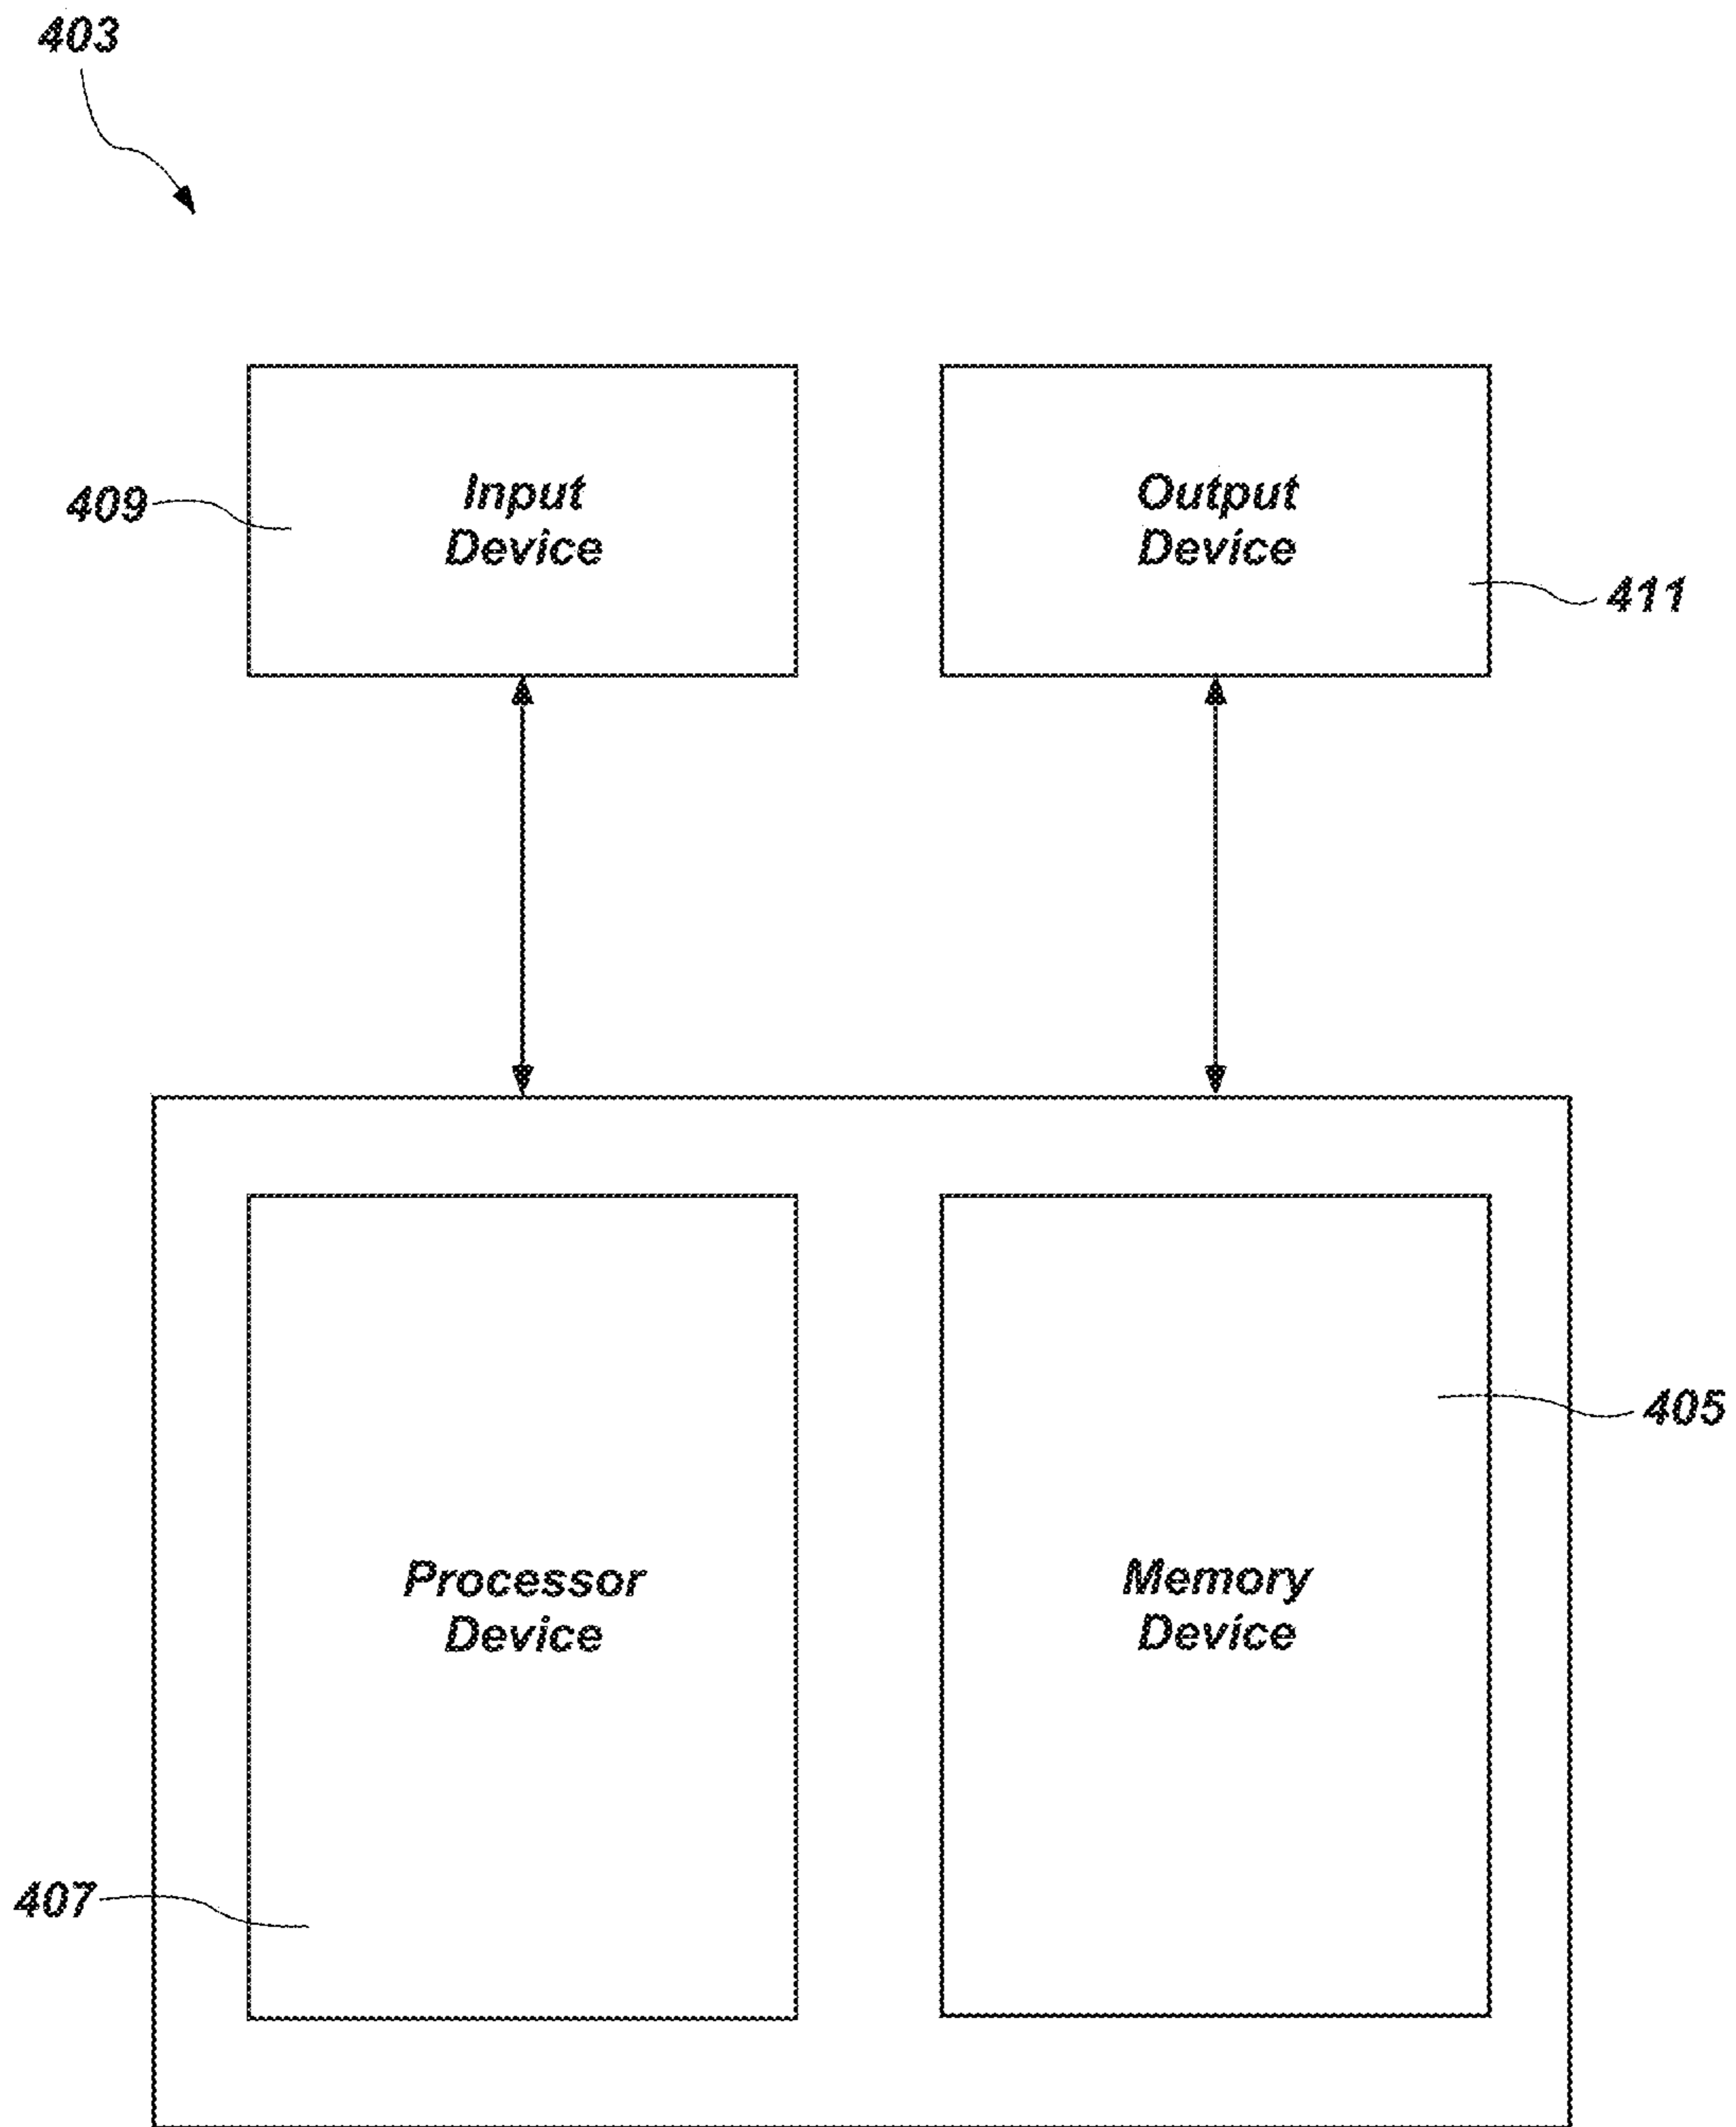 403
Input
Device
409
Output
Device
411
405
Processor
Device
Memory
Device
407